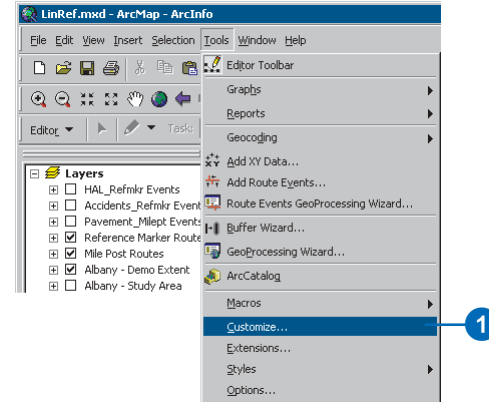 LinRef.mxd - ArcMap - ArcInfo
File Edit View Insert Selection Tools Window Help
Editor Toolbar
Graphs
Reports
Editor Task:
Geocoding
Layers
Add XY Data...
HAL_Refmkr Events
Add Route Events...
Accidents_Refmkr Event
Route Events GeoProcessing Wizard...
Pavement_Milept Events
Buffer Wizard...
Reference Marker Route
Mile Post Routes
GeoProcessing Wizard...
Albany - Demo Extent
ArcCatalog
Albany - Study Area
Macros
Customize...
1
Extensions...
Styles
Options...